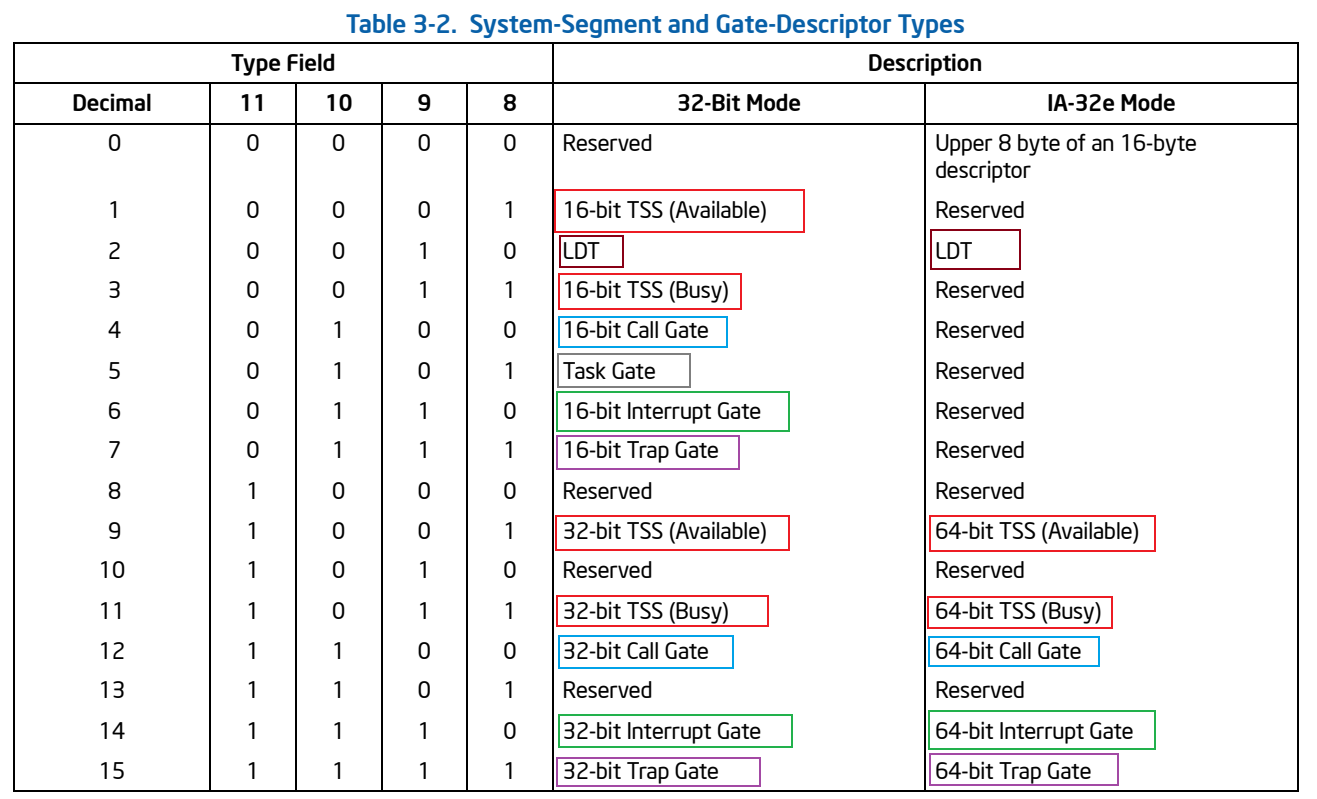 Table 3-2. System-Segment and Gate-Descriptor Types
Type Field Description
Decimal 11 10 9 8 32-Bit Mode IA-32e Mode
0 0 0 0 0 Reserved Upper 8 byte of an 16-byte
descriptor
1 0 0 0 1 16-bit TSS (Available) Reserved
2 0 0 1 0 LDT LDT
3 0 0 1 1 16-bit TSS (Busy) Reserved
4 0 1 0 0 16-bit Call Gate Reserved
5 0 1 0 1 Task Gate Reserved
6 0 1 1 0 16-bit Interrupt Gate Reserved
7 0 1 1 1 16-bit Trap Gate Reserved
8 1 0 0 0 Reserved Reserved
9 1 0 0 1 32-bit TSS (Available) 64-bit TSS (Available)
10 1 0 1 0 Reserved Reserved
11 1 0 1 1 32-bit TSS (Busy) 64-bit TSS (Busy)
12 1 1 0 0 32-bit Call Gate 64-bit Call Gate
13 1 1 0 1 Reserved Reserved
14 1 1 1 0 32-bit Interrupt Gate 64-bit Interrupt Gate
15 1 1 1 1 32-bit Trap Gate 64-bit Trap Gate